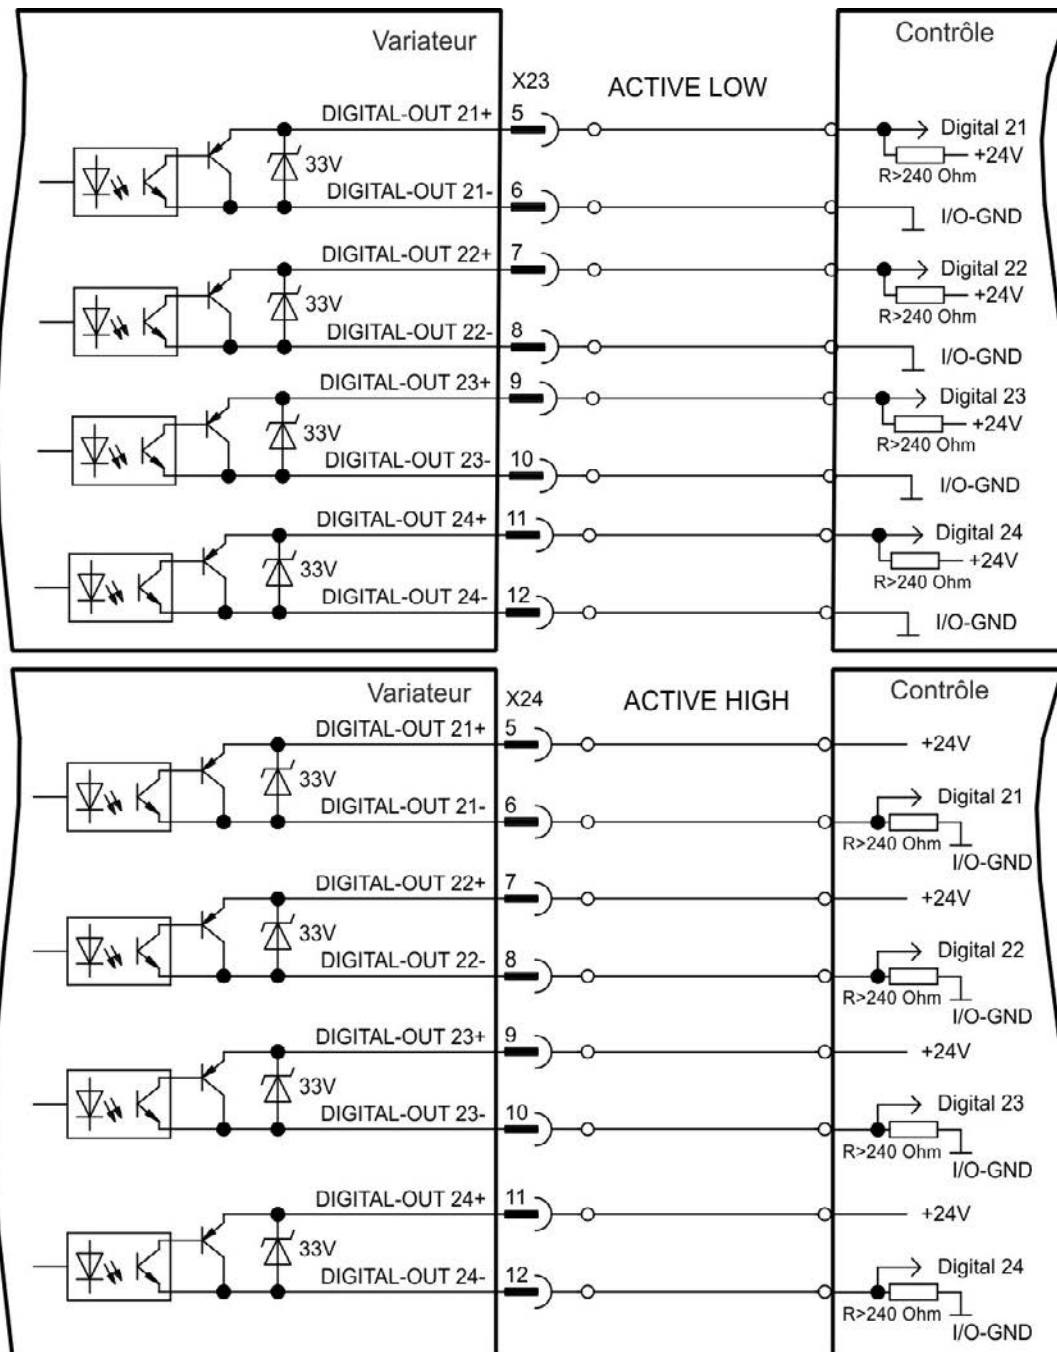 Variateur
Contrôle
X23
ACTIVE LOW
DIGITAL-OUT 21+
5
Digital 21
33V
+24V
R>240 Ohm
DIGITAL-OUT 21-
6
I/O-GND
DIGITAL-OUT 22+
7
Digital 22
33V
+24V
R>240 Ohm
DIGITAL-OUT 22-
8
I/O-GND
DIGITAL-OUT 23+
9
Digital 23
33V
+24V
R>240 Ohm
DIGITAL-OUT 23-
10
I/O-GND
DIGITAL-OUT 24+
11
Digital 24
33V
+24V
R>240 Ohm
DIGITAL-OUT 24-
12
I/O-GND
Variateur
Contrôle
X24
ACTIVE HIGH
DIGITAL-OUT 21+
5
+24V
33V
Digital 21
DIGITAL-OUT 21-
6
R>240 Ohm
I/O-GND
DIGITAL-OUT 22+
7
+24V
33V
Digital 22
DIGITAL-OUT 22-
8
R>240 Ohm
I/O-GND
DIGITAL-OUT 23+
9
+24V
33V
Digital 23
DIGITAL-OUT 23-
10
R>240 Ohm
I/O-GND
DIGITAL-OUT 24+
11
+24V
33V
Digital 24
DIGITAL-OUT 24-
12
R>240 Ohm
I/O-GND